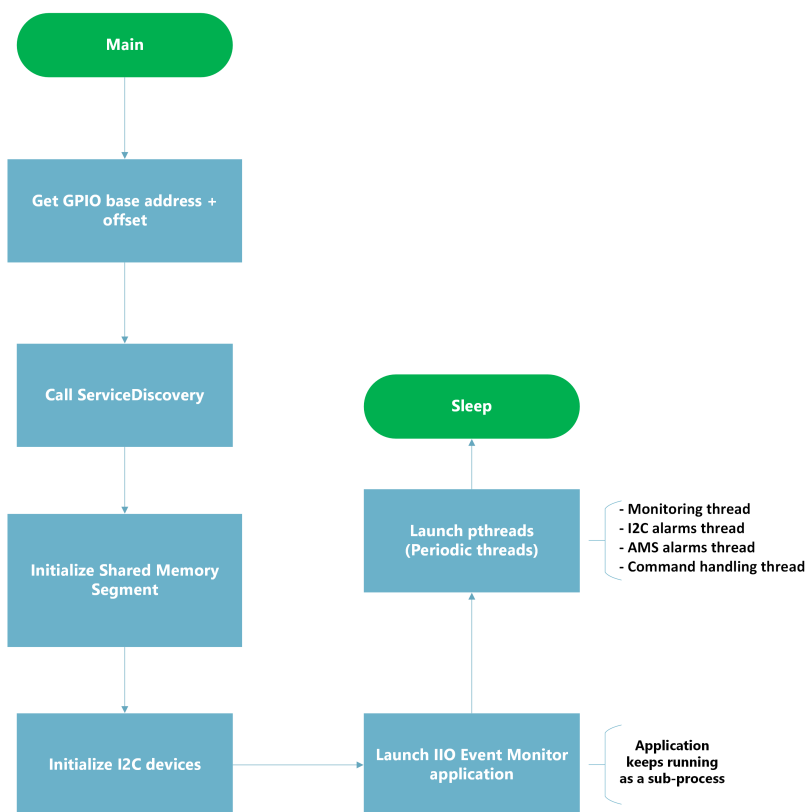 Main
Get GPIO base address +
offset
Call ServiceDiscovery
Initialize Shared Memory
Segment
Initialize I2C devices
Launch IIO Event Monitor
application
Application
keeps running
as a sub-process
Launch pthreads
(Periodic threads)
- Monitoring thread
- I2C alarms thread
- AMS alarms thread
- Command handling thread
Sleep